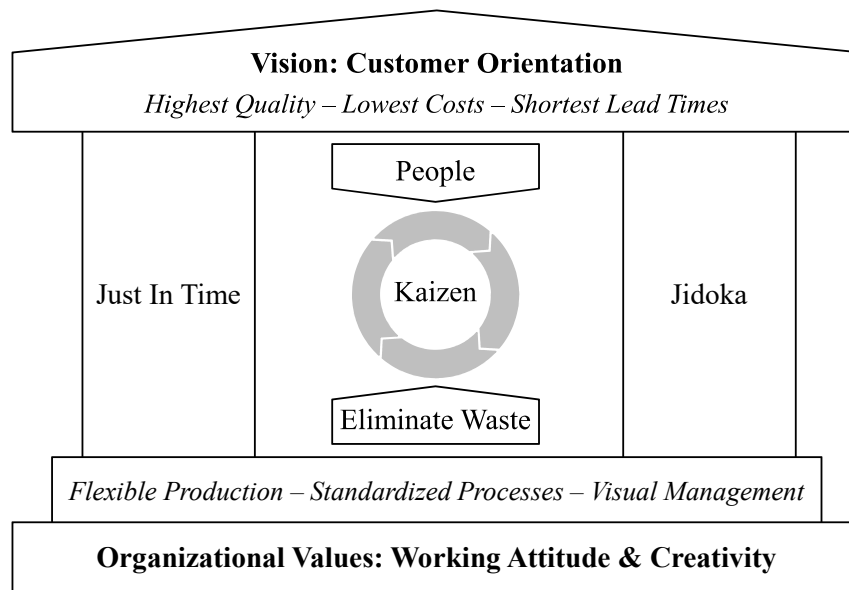 Vision: Customer Orientation
Highest Quality – Lowest Costs – Shortest Lead Times
People
Just In Time
Kaizen
Jidoka
Eliminate Waste
Flexible Production – Standardized Processes – Visual Management
Organizational Values: Working Attitude & Creativity